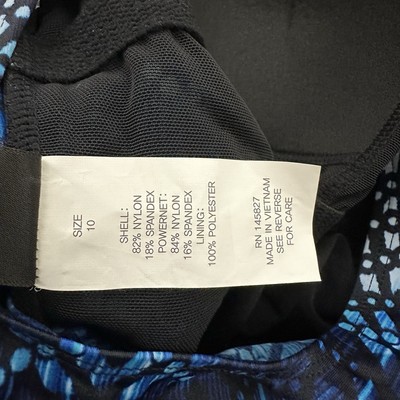 SIZE
10
SHELL:
82% NYLON
18% SPANDEX
POWERNET:
84% NYLON
16% SPANDEX
LINING:
100% POLYESTER
RN 145827
MADE IN VIETNAM
SEE REVERSE
FOR CARE